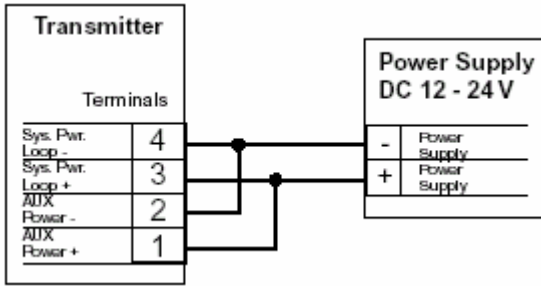 Transmitter
Terminals
Sys. Pwr.
Loop -
4
Sys. Pwr.
Loop +
3
AUX
Power -
2
AUX
Power +
1
Power Supply
DC 12 - 24 V
- Power
Supply
+ Power
Supply